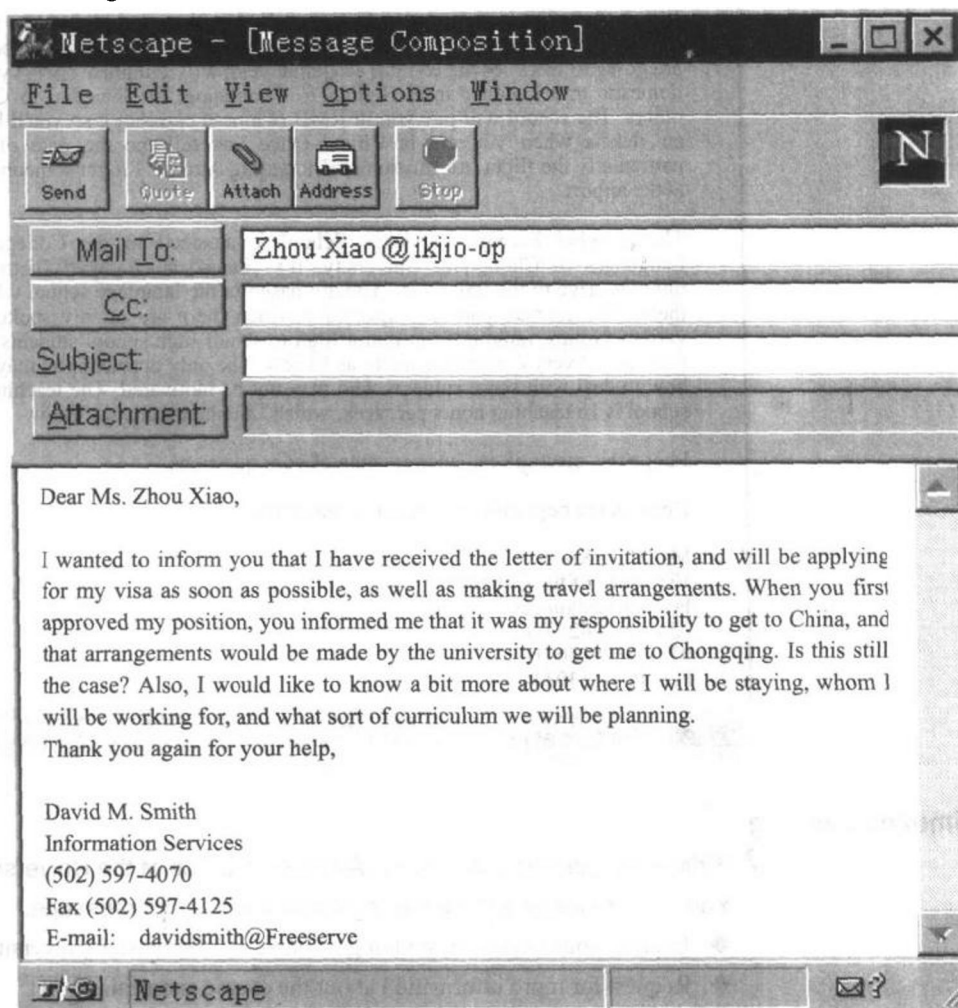 Netscape - [Message Composition]
File Edit View Options Window
Send Quote Attach Address Stop
N
Mail To: Zhou Xiao @ ikjio-op
Cc:
Subject:
Attachment:
Dear Ms. Zhou Xiao,
I wanted to inform you that I have received the letter of invitation, and will be applying
for my visa as soon as possible, as well as making travel arrangements. When you first
approved my position, you informed me that it was my responsibility to get to China, and
that arrangements would be made by the university to get me to Chongqing. Is this still
the case? Also, I would like to know a bit more about where I will be staying, whom I
will be working for, and what sort of curriculum we will be planning.
Thank you again for your help,
David M. Smith
Information Services
(502) 597-4070
Fax (502) 597-4125
E-mail: davidsmith@Freeserve
Netscape
?